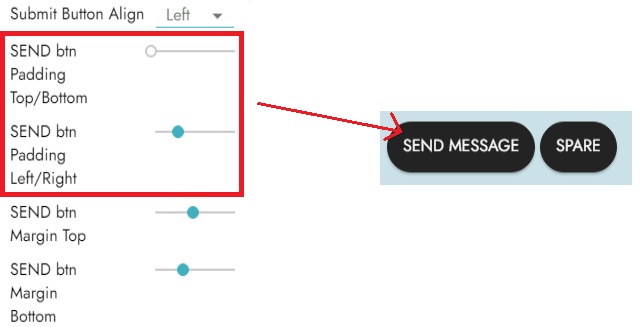 Submit Button Align Left
SEND btn
Padding
Top/Bottom
SEND btn
Padding
Left/Right
SEND btn
Margin Top
SEND btn
Margin
Bottom
SEND MESSAGE SPARE